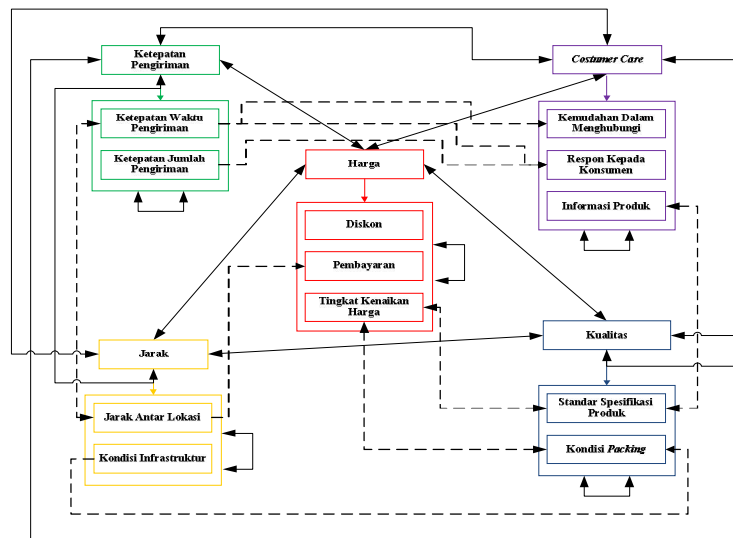 Ketepatan
Pengiriman
Costumer Care
Ketepatan Waktu
Pengiriman
Ketepatan Jumlah
Pengiriman
Kemudahan Dalam
Menghubungi
Respon Kepada
Konsumen
Informasi Produk
Harga
Diskon
Pembayaran
Tingkat Kenaikan
Harga
Jarak
Jarak Antar Lokasi
Kondisi Infrastruktur
Kualitas
Standar Spesifikasi
Produk
Kondisi Packing